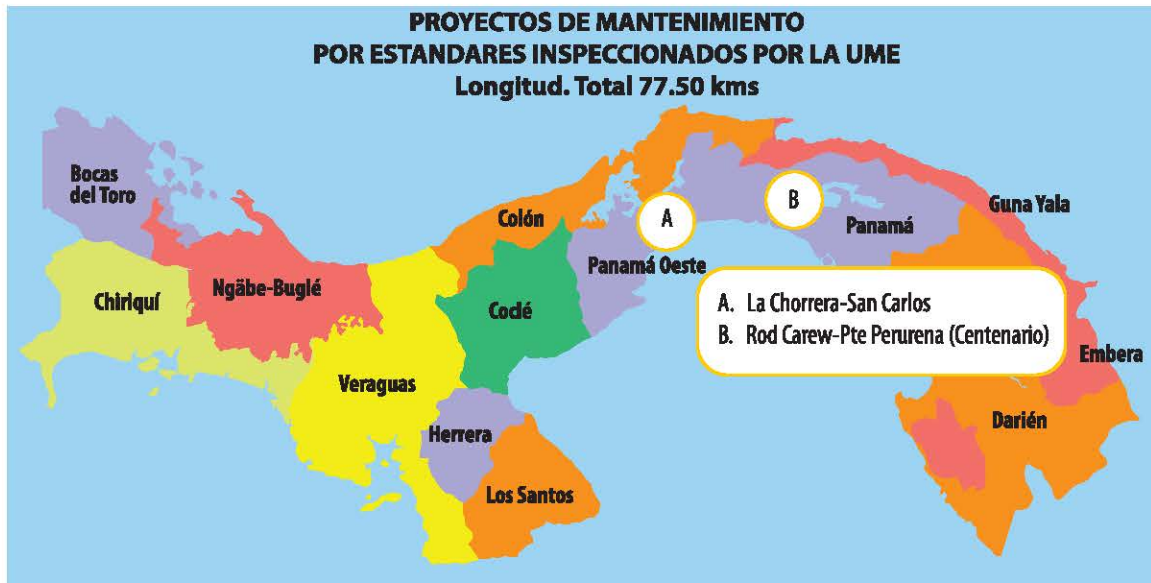 PROYECTOS DE MANTENIMIENTO
POR ESTANDARES INSPECCIONADOS POR LA UME
Longitud. Total 77.50 kms
Bocas
del Toro
Chiriquí
Ngäbe-Buglé
Veraguas
Colón
Coclé
Herrera
Los Santos
Panamá Oeste
A
B
Panamá
Guna Yala
A. La Chorrera-San Carlos
B. Rod Carew-Pte Perurena (Centenario)
Embera
Darién